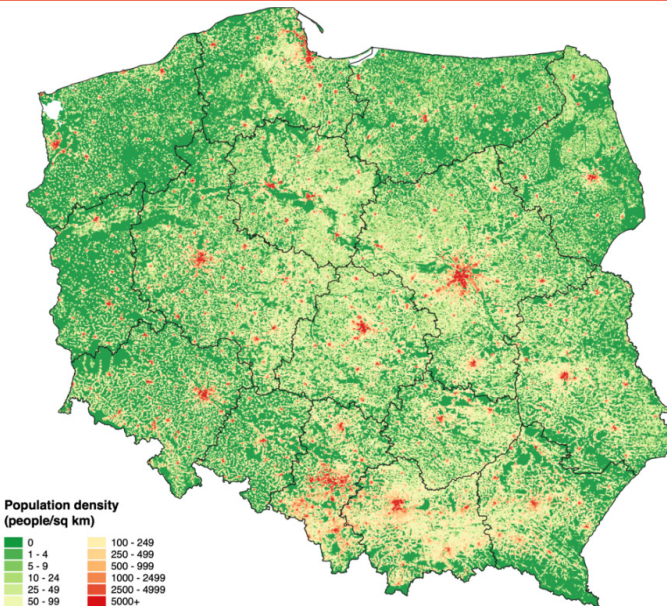 Population density
(people/sq km)
0
1 - 4
5 - 9
10 - 24
25 - 49
50 - 99
100 - 249
250 - 499
500 - 999
1000 - 2499
2500 - 4999
5000+